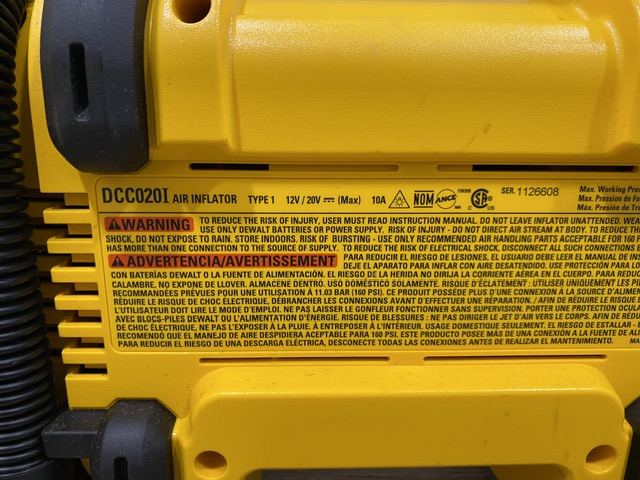 DCC020I AIR INFLATOR TYPE 1 12V / 20V (Max) 10A NOM ANCE 150395 SA C US SER. 1126608 Max. Working Pres
Max. Pression de Fo
Máx. Presión de Tra
WARNING TO REDUCE THE RISK OF INJURY, USER MUST READ INSTRUCTION MANUAL. DO NOT LEAVE INFLATOR UNATTENDED. WEA
USE ONLY DEWALT BATTERIES OR POWER SUPPLY. RISK OF INJURY - DO NOT DIRECT AIR STREAM AT BODY. TO REDUCE TH
SHOCK, DO NOT EXPOSE TO RAIN. STORE INDOORS. RISK OF BURSTING - USE ONLY RECOMMENDED AIR HANDLING PARTS ACCEPTABLE FOR 160 P
HAS MORE THAN ONE CONNECTION TO THE SOURCE OF SUPPLY. TO REDUCE THE RISK OF ELECTRICAL SHOCK, DISCONNECT ALL SUCH CONNECTIONS B
ADVERTENCIA/AVERTISSEMENT PARA REDUCIR EL RIESGO DE LESIONES, EL USUARIO DEBE LEER EL MANUAL DE INS
DEJE EL APARATO PARA INFLAR CON AIRE DESATENDIDO. USE PROTECCIÓN PARA LO
CON BATERÍAS DEWALT O LA FUENTE DE ALIMENTACIÓN. EL RIESGO DE LA HERIDA NO DIRIJA LA CORRIENTE AÉREA EN EL CUERPO. PARA REDUC
CALAMBRE, NO EXPONE DE LLOVER. ALMACENE DENTRO. USO DOMÉSTICO SOLAMENTE. RISQUE D'ÉCLATEMENT : UTILISER UNIQUEMENT LES PI
RECOMMANDÉES PRÉVUES POUR UNE UTILISATION À 11.03 BAR (160 PSI). CE PRODUIT POSSÈDE PLUS D'UNE CONNEXION À LA SOURCE D'ALIMEN
RÉDUIRE LE RISQUE DE CHOC ÉLECTRIQUE, DÉBRANCHER LES CONNEXIONS AVANT D'EFFECTUER UNE RÉPARATION. / AFIN DE RÉDUIRE LE RISQUE
L'UTILISATEUR DOIT LIRE LE MODE D'EMPLOI. NE PAS LAISSER LE GONFLEUR FONCTIONNER SANS SUPERVISION. PORTER UNE PROTECTION OCULA
AVEC BLOCS-PILES DEWALT OU L'ALIMENTATION D'ÉNERGIE. RISQUE DE BLESSURES : NE PAS DIRIGER LE JET D'AIR VERS LE CORPS. AFIN DE RÉDU
DE CHOC ÉLECTRIQUE, NE PAS L'EXPOSER À LA PLUIE. À ENTREPOSER À L'INTÉRIEUR. USAGE DOMESTIQUE SEULEMENT. EL RIESGO DE ESTALLAR - E
RECOMENDO QUE EL MANEJO DE AIRE DESPIDIERA ACEPTABLE PARA 160 PSI. ESTE PRODUCTO POSEE MÁS DE UNA CONEXIÓN A LA FUENTE DE ALIM
PARA REDUCIR EL RIESGO DE UNA DESCARGA ELÉCTRICA, DESCONECTE TODAS LAS CONEXIONES ANTES DE REALIZAR EL MANTENIMIENTO. MA